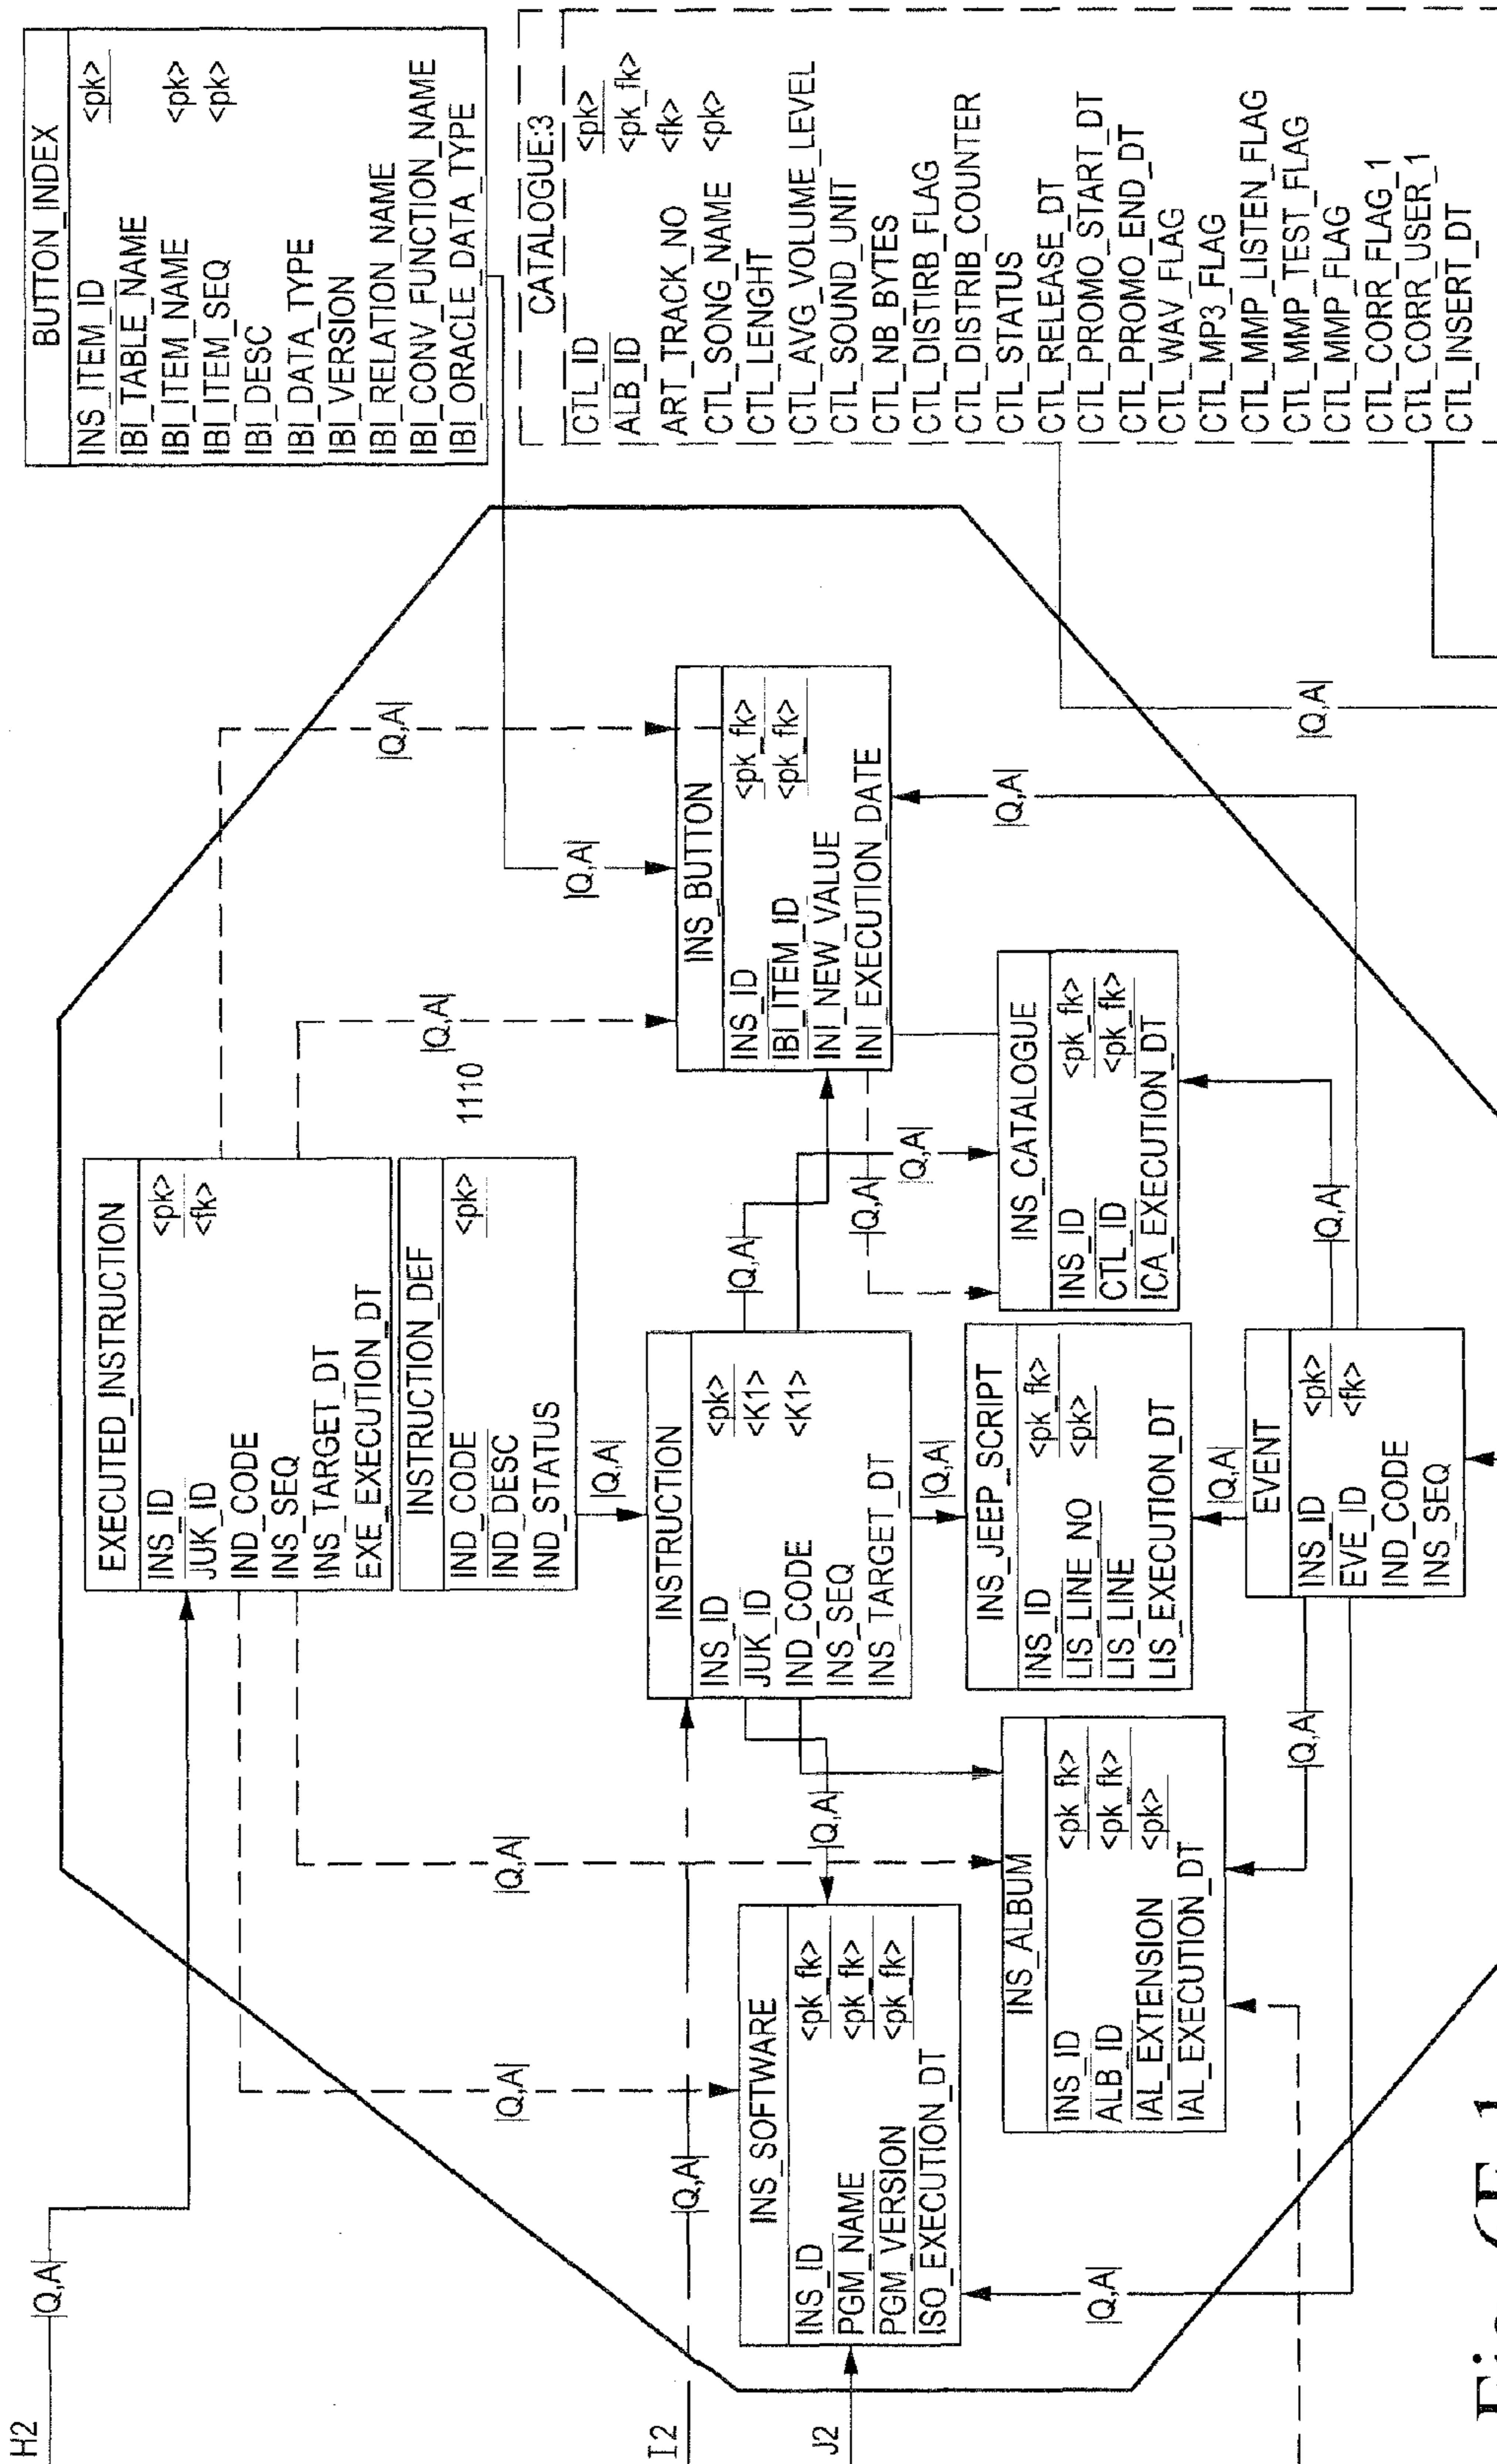 H2
|Q,A|
I2
|Q,A|
J2
EXECUTED_INSTRUCTION
INS_ID <pk>
JUK_ID <fk>
IND_CODE
INS_SEQ
INS_TARGET_DT
EXE_EXECUTION_DT
INSTRUCTION_DEF
IND_CODE <pk>
IND_DESC
IND_STATUS
1110
|Q,A|
|Q,A|
|Q,A|
|Q,A|
|Q,A|
|Q,A|
BUTTON_INDEX
INS_ITEM_ID <pk>
IBI_TABLE_NAME
IBI_ITEM_NAME <pk>
IBI_ITEM_SEQ <pk>
IBI_DESC
IBI_DATA_TYPE
IBI_VERSION
IBI_RELATION_NAME
IBI_CONV_FUNCTION_NAME
IBI_ORACLE_DATA_TYPE
INSTRUCTION
INS_ID <pk>
JUK_ID <K1>
IND_CODE
INS_SEQ <K1>
INS_TARGET_DT
|Q,A|
|Q,A|
|Q,A|
|Q,A|
|Q,A|
INS_BUTTON
INS_ID <pk_fk>
IBI_ITEM_ID <pk_fk>
INI_NEW_VALUE
INI_EXECUTION_DATE
|Q,A|
INS_SOFTWARE
INS_ID <pk_fk>
PGM_NAME <pk_fk>
PGM_VERSION <pk_fk>
ISO_EXECUTION_DT
|Q,A|
INS_ALBUM
INS_ID <pk_fk>
ALB_ID <pk_fk>
IAL_EXTENSION <pk>
IAL_EXECUTION_DT
|Q,A|
INS_JEEP_SCRIPT
INS_ID <pk_fk>
LIS_LINE_NO <pk>
LIS_LINE
LIS_EXECUTION_DT
|Q,A|
INS_CATALOGUE
INS_ID <pk_fk>
CTL_ID <pk_fk>
ICA_EXECUTION_DT
|Q,A|
EVENT
INS_ID <pk>
EVE_ID <fk>
IND_CODE
INS_SEQ
CATALOGUE:3
CTL_ID <pk>
ALB_ID <pk_fk>
ART_TRACK_NO <fk>
CTL_SONG_NAME <pk>
CTL_LENGHT
CTL_AVG_VOLUME_LEVEL
CTL_SOUND_UNIT
CTL_NB_BYTES
CTL_DISTIRB_FLAG
CTL_DISTRIB_COUNTER
CTL_STATUS
CTL_RELEASE_DT
CTL_PROMO_START_DT
CTL_PROMO_END_DT
CTL_WAV_FLAG
CTL_MP3_FLAG
CTL_MMP_LISTEN_FLAG
CTL_MMP_TEST_FLAG
CTL_MMP_FLAG
CTL_CORR_FLAG_1
CTL_CORR_USER_1
CTL_INSERT_DT
|Q,A|